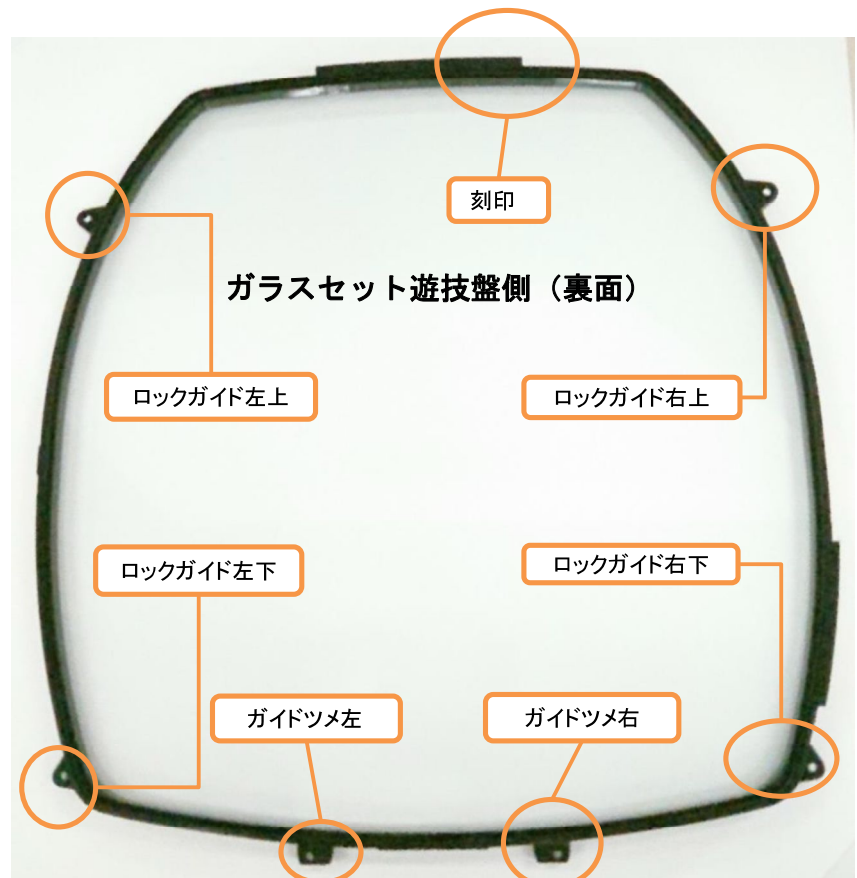 刻印
ガラスセット遊技盤側（裏面）
ロックガイド左上
ロックガイド右上
ロックガイド左下
ロックガイド右下
ガイドツメ左
ガイドツメ右